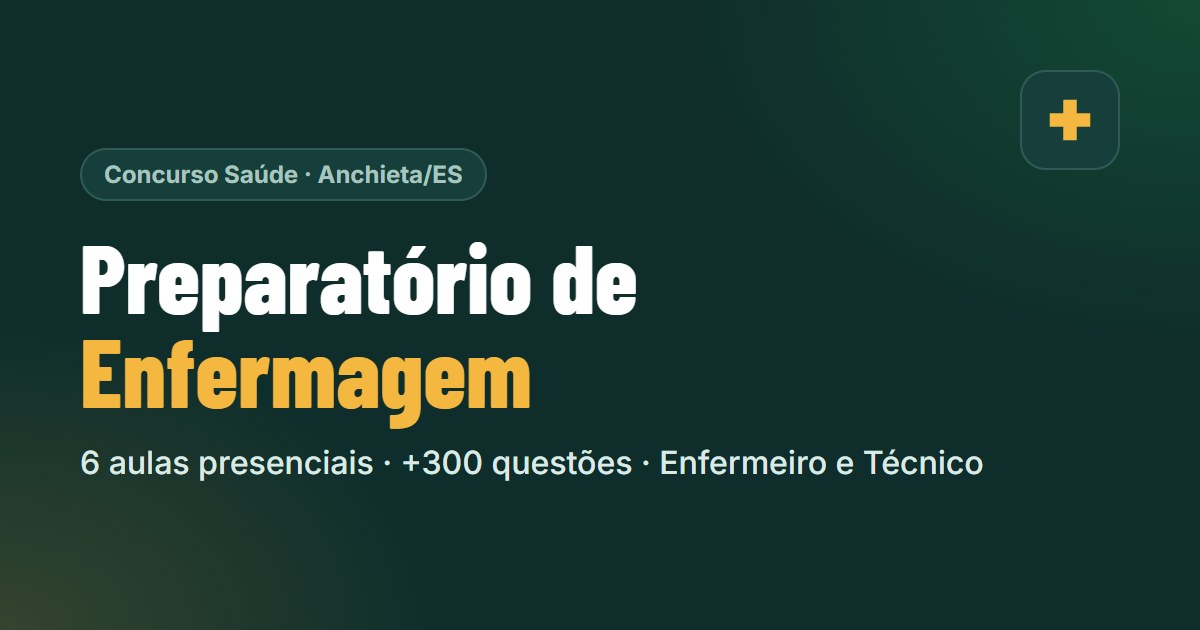 Concurso Saúde · Anchieta/ES
Preparatório de
Enfermagem
6 aulas presenciais · +300 questões · Enfermeiro e Técnico